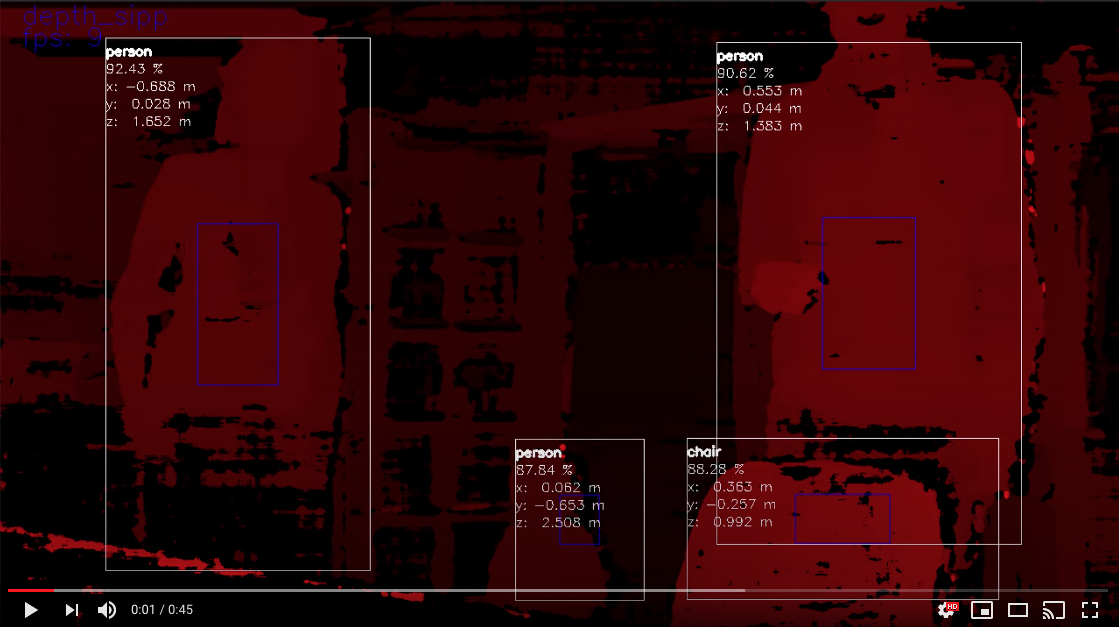 depth_sipp
fps: 9
person
92.43 %
x: -0.688 m
y: 0.028 m
z: 1.652 m
person
90.62 %
x: 0.553 m
y: 0.044 m
z: 1.383 m
person
87.84 %
x: 0.062 m
y: -0.653 m
z: 2.508 m
chair
88.28 %
x: 0.363 m
y: -0.257 m
z: 0.992 m
0:01 / 0:45
HD